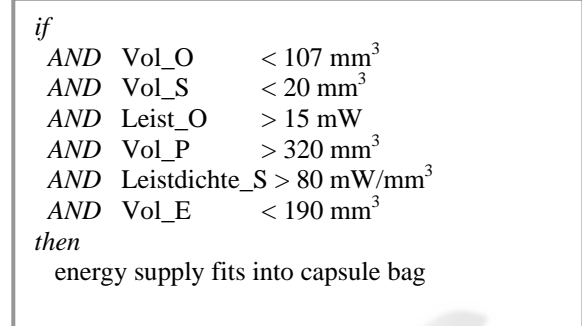 if
AND Vol_O < 107 mm³
AND Vol_S < 20 mm³
AND Leist_O > 15 mW
AND Vol_P > 320 mm³
AND Leistdichte_S > 80 mW/mm³
AND Vol_E < 190 mm³
then
energy supply fits into capsule bag